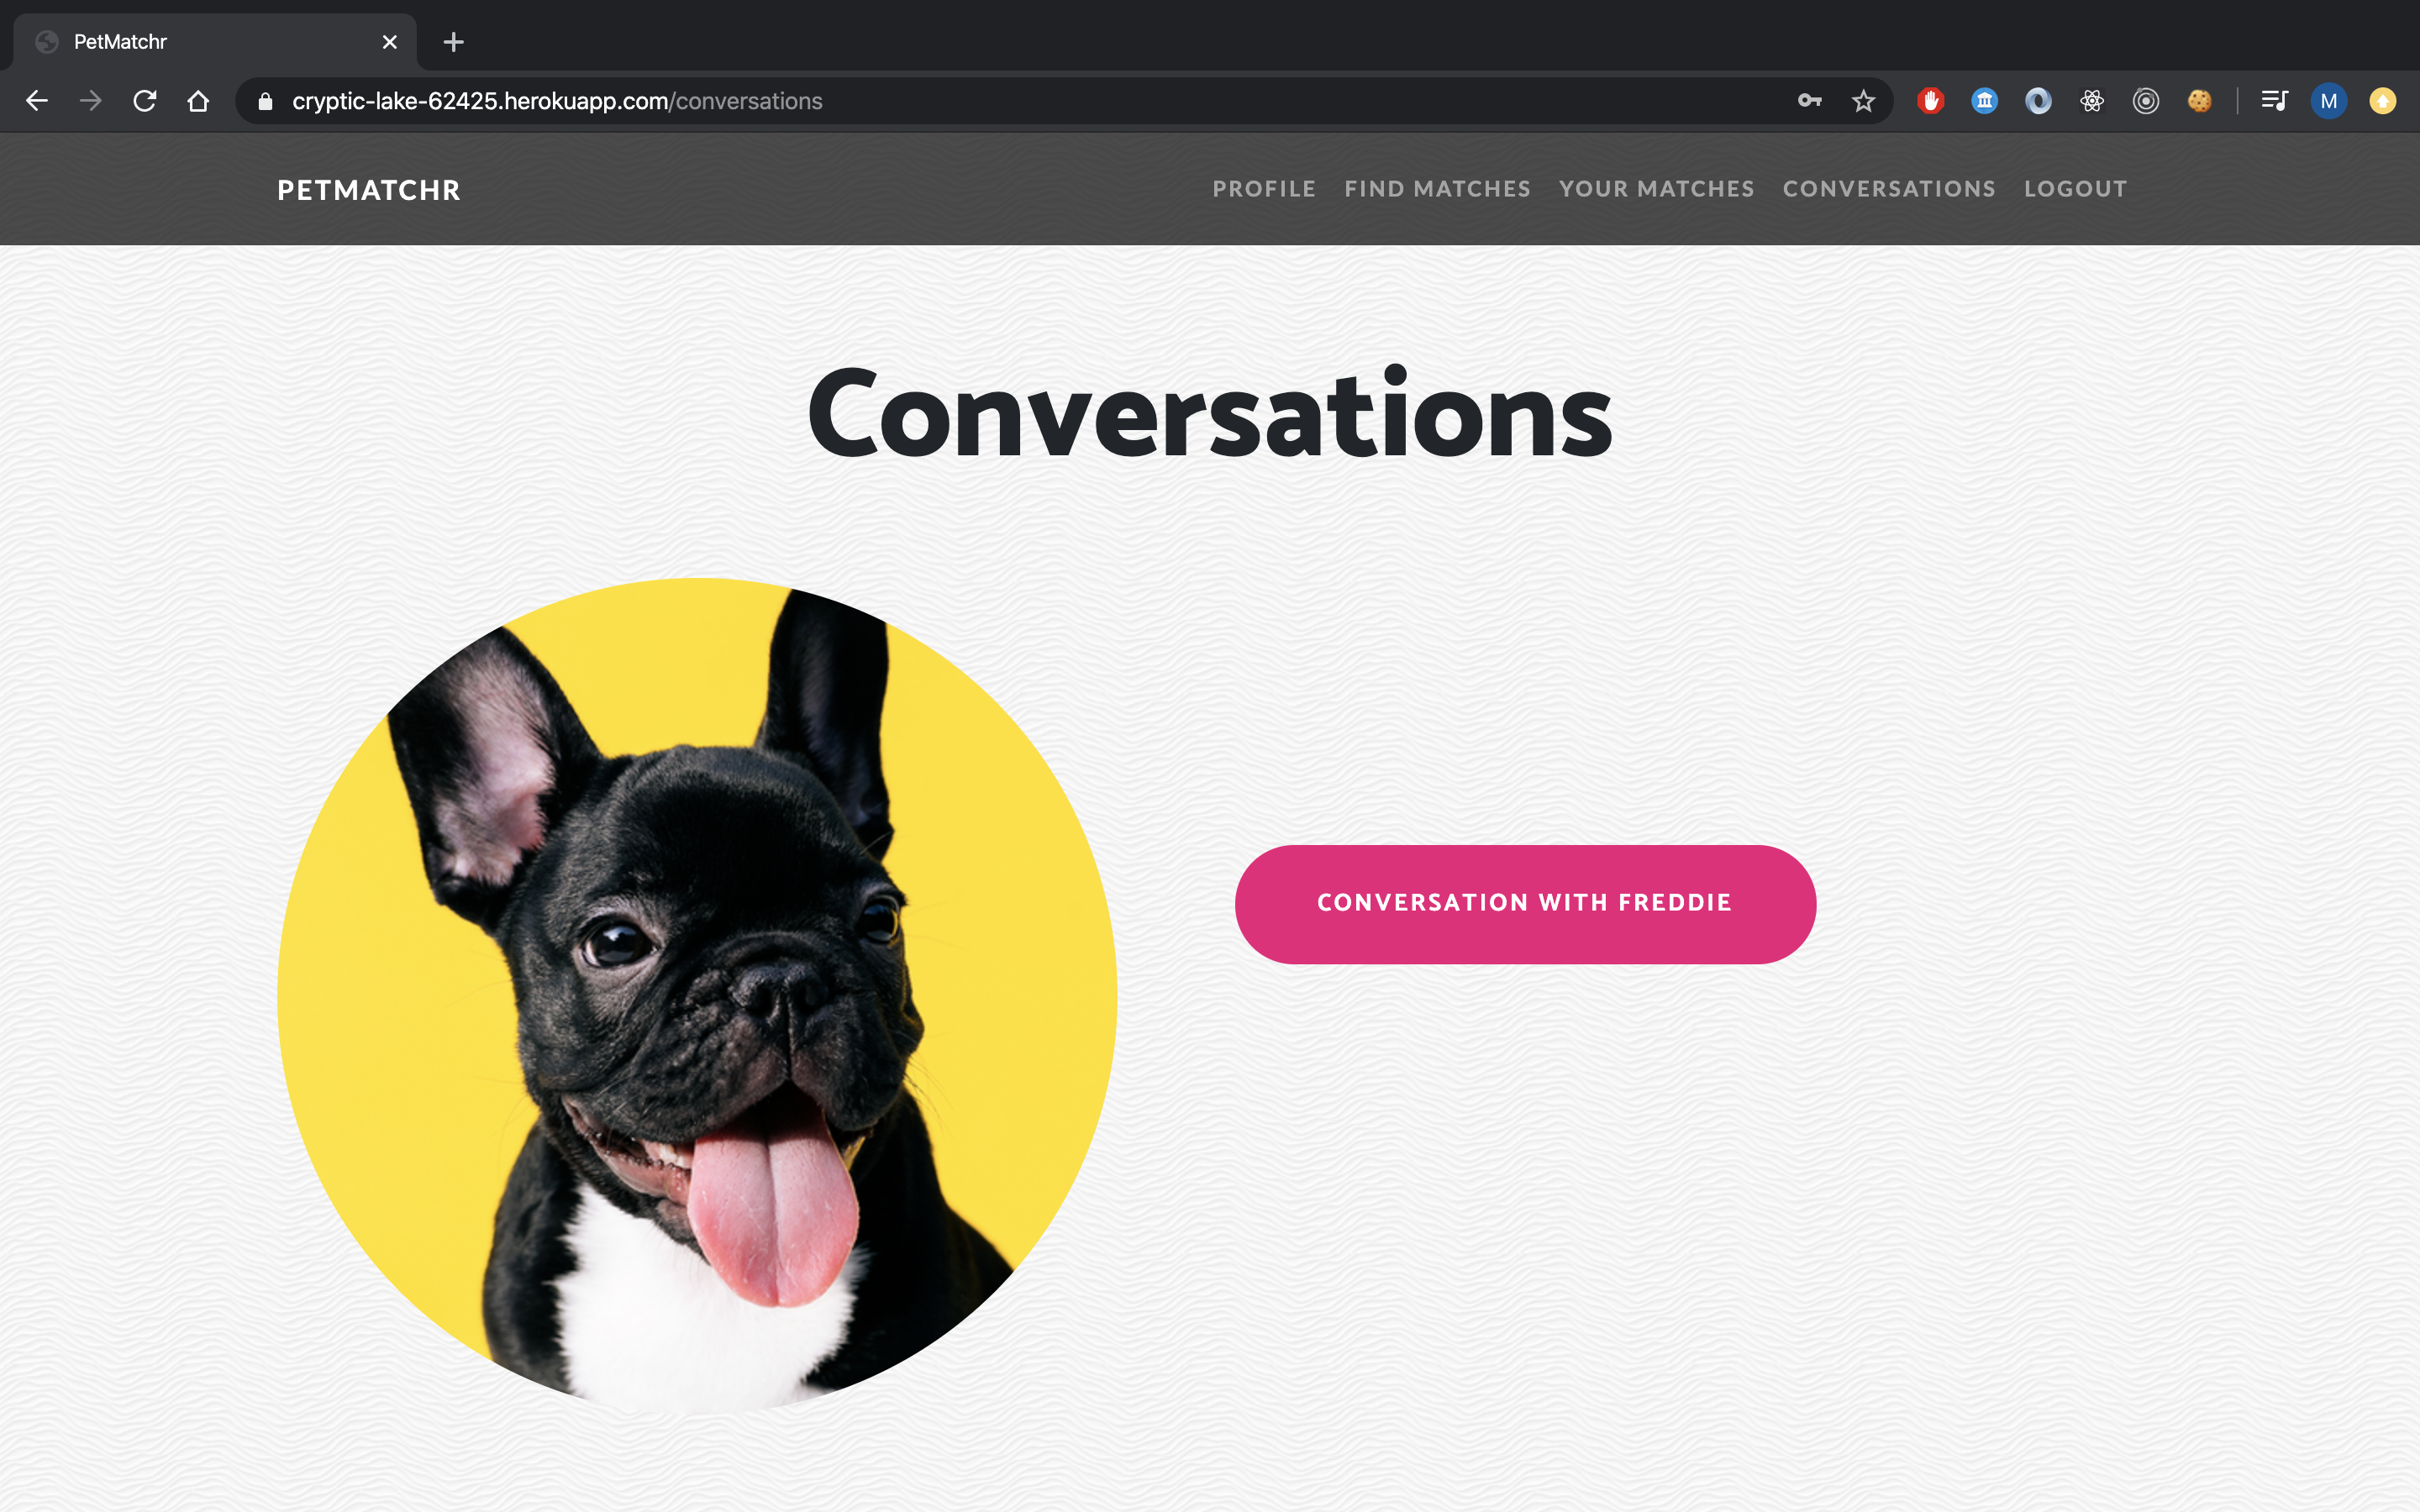 PetMatchr
cryptic-lake-62425.herokuapp.com/conversations
M
PETMATCHR
PROFILE FIND MATCHES YOUR MATCHES CONVERSATIONS LOGOUT
Conversations
CONVERSATION WITH FREDDIE